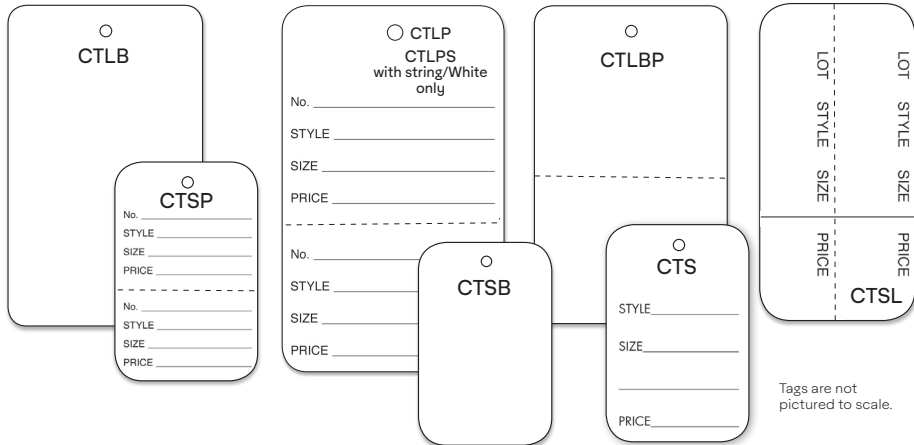 CTLB
CTSP
No.
STYLE
SIZE
PRICE
No.
STYLE
SIZE
PRICE
CTLP
CTLPS
with string/White
only
No.
STYLE
SIZE
PRICE
No.
STYLE
SIZE
PRICE
CTSB
CTLBP
CTS
STYLE
SIZE
PRICE
LOT STYLE SIZE PRICE
LOT STYLE SIZE PRICE
CTSL
Tags are not
pictured to scale.